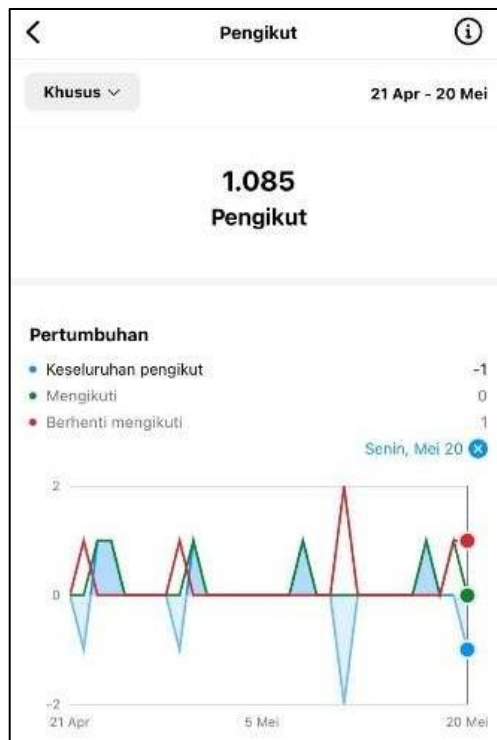 Pengikut
Khusus
21 Apr - 20 Mei
1.085
Pengikut
Pertumbuhan
Keseluruhan pengikut -1
Mengikuti 0
Berhenti mengikuti 1
Senin, Mei 20
2
0
-2
21 Apr 5 Mei 20 Mei